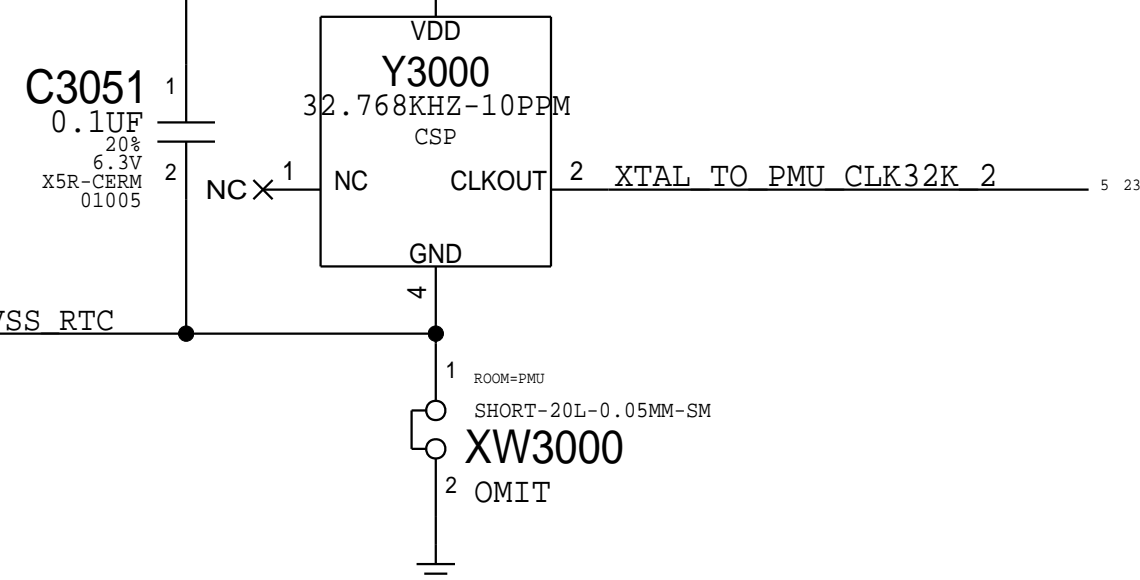 VDD
Y3000
32.768KHZ-10PPM
CSP
C3051
1
0.1UF
20%
6.3V
X5R-CERM
01005
2
NC
1
NC
CLKOUT
2
XTAL_TO_PMU_CLK32K_2
5 23
GND
4
VSS_RTC
1
ROOM=PMU
SHORT-20L-0.05MM-SM
XW3000
2
OMIT